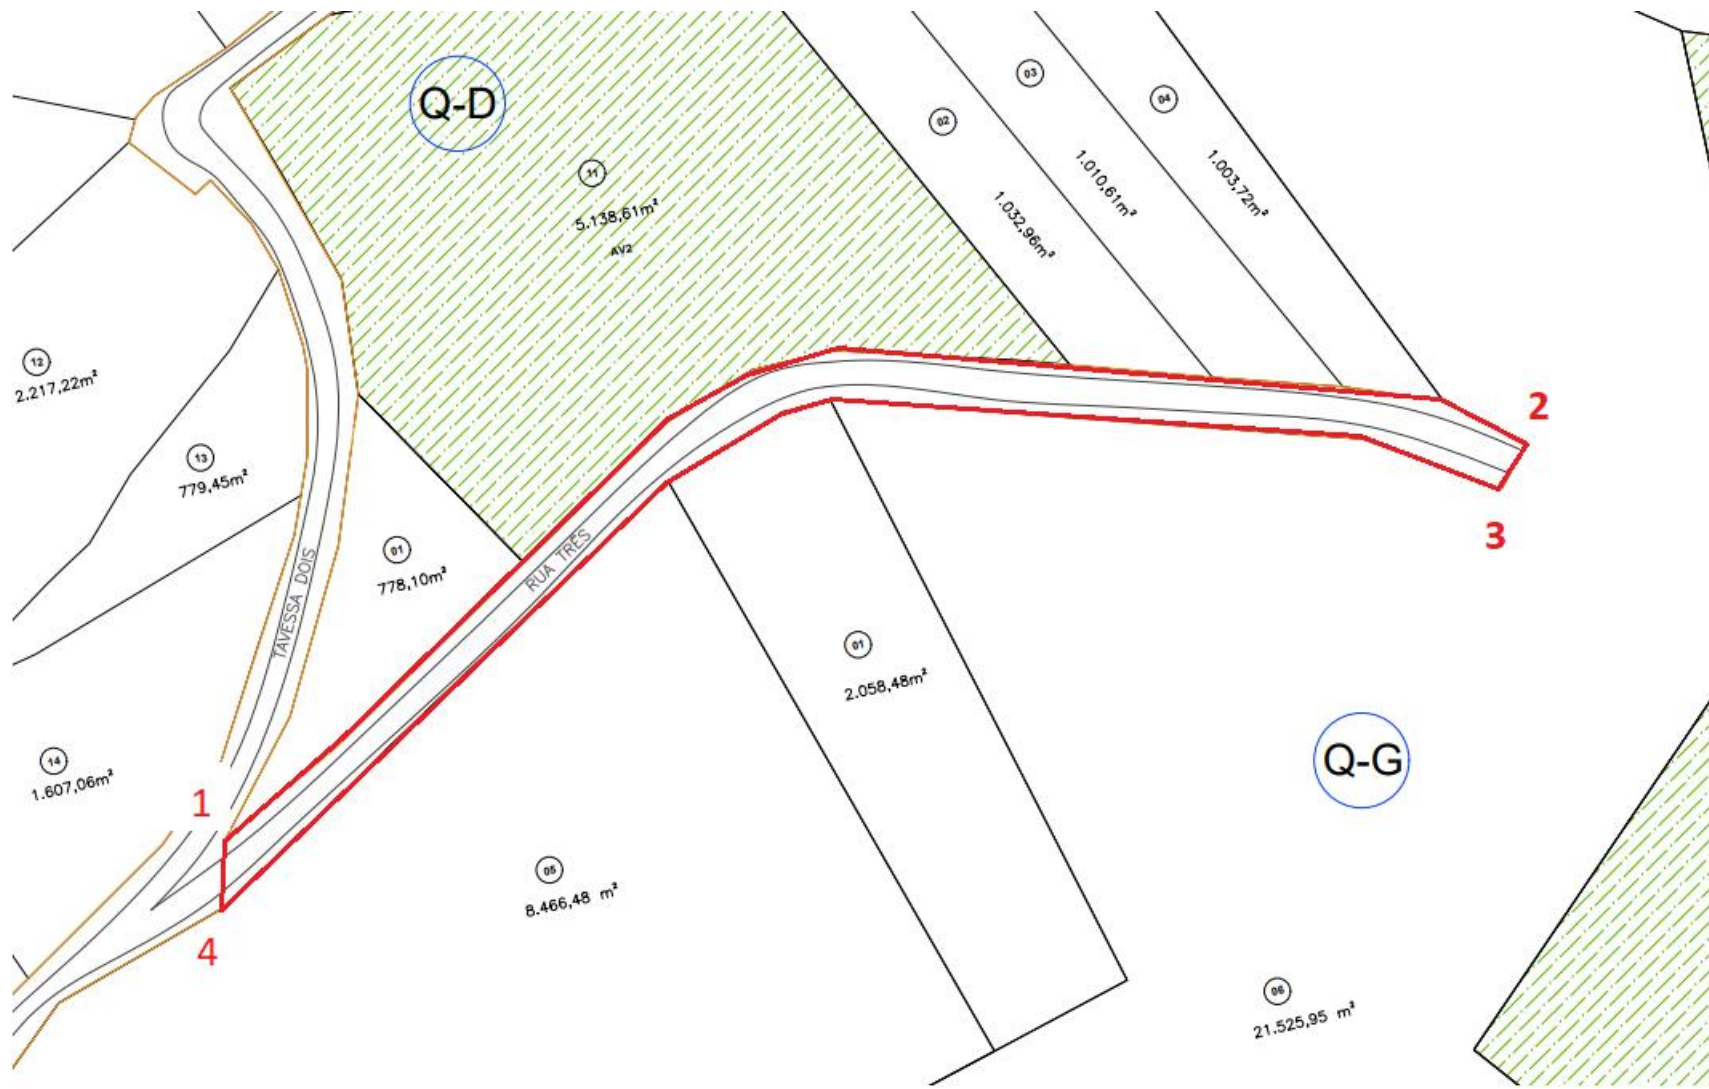 Q-D
03
04
02
11
5.138,61m²
AV2
1.032,96m²
1.010,61m²
1.003,72m²
12
2.217,22m²
13
779,45m²
01
778,10m²
TAVESSA DOIS
RUA TRÊS
2
3
01
2.058,48m²
14
1.607,06m²
1
4
05
8.466,48 m²
Q-G
06
21.525,95 m²